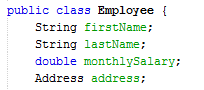 public class Employee {
String firstName;
String lastName;
double monthlySalary;
Address address;